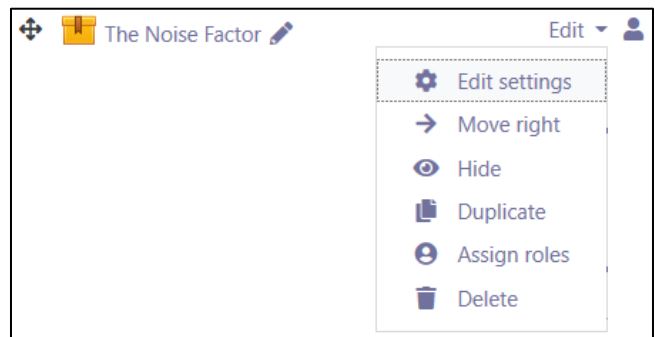 The Noise Factor Edit
Edit settings
Move right
Hide
Duplicate
Assign roles
Delete